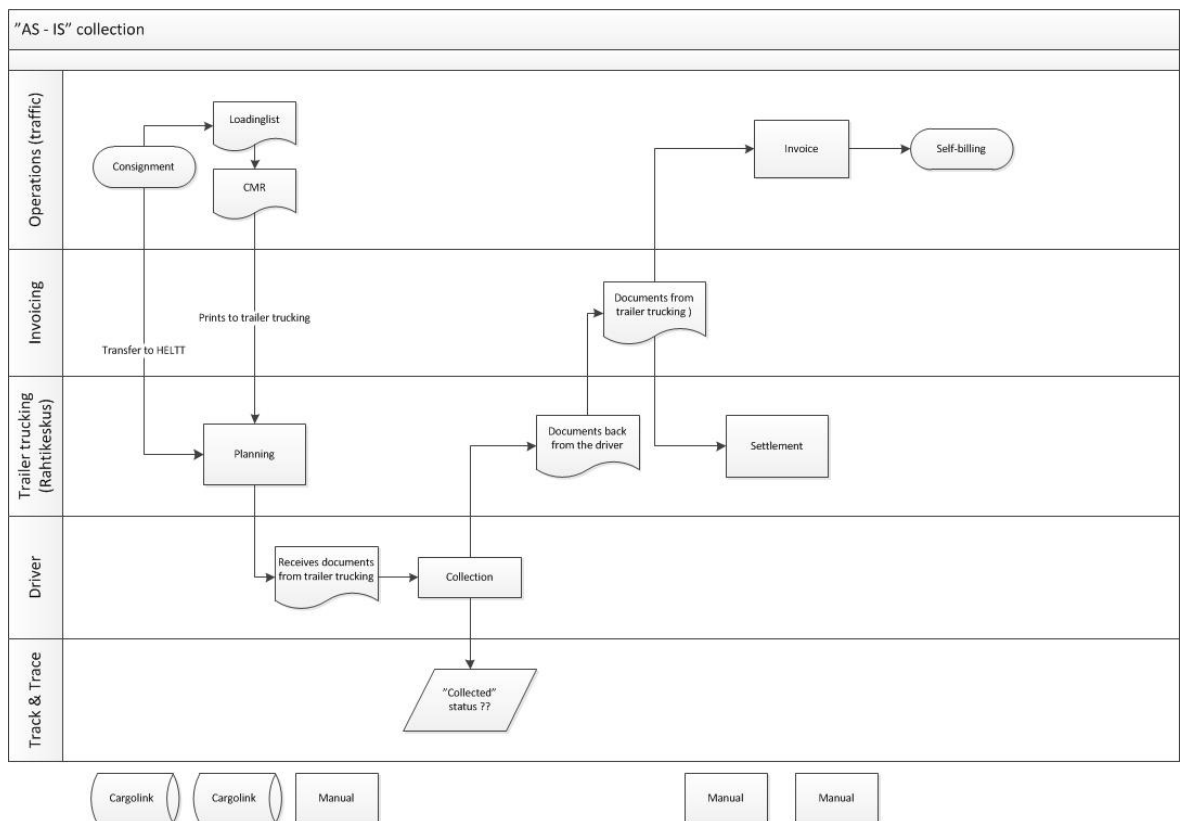 "AS - IS" collection
Operations (traffic)
Loadinglist
Consignment
CMR
Invoice
Self-billing
Invoicing
Documents from
trailer trucking )
Prints to trailer trucking
Transfer to HELTT
Trailer trucking
(Rahtikeskus)
Planning
Documents back
from the driver
Settlement
Driver
Receives documents
from trailer trucking
Collection
Track & Trace
"Collected"
status ??
Cargolink
Cargolink
Manual
Manual
Manual